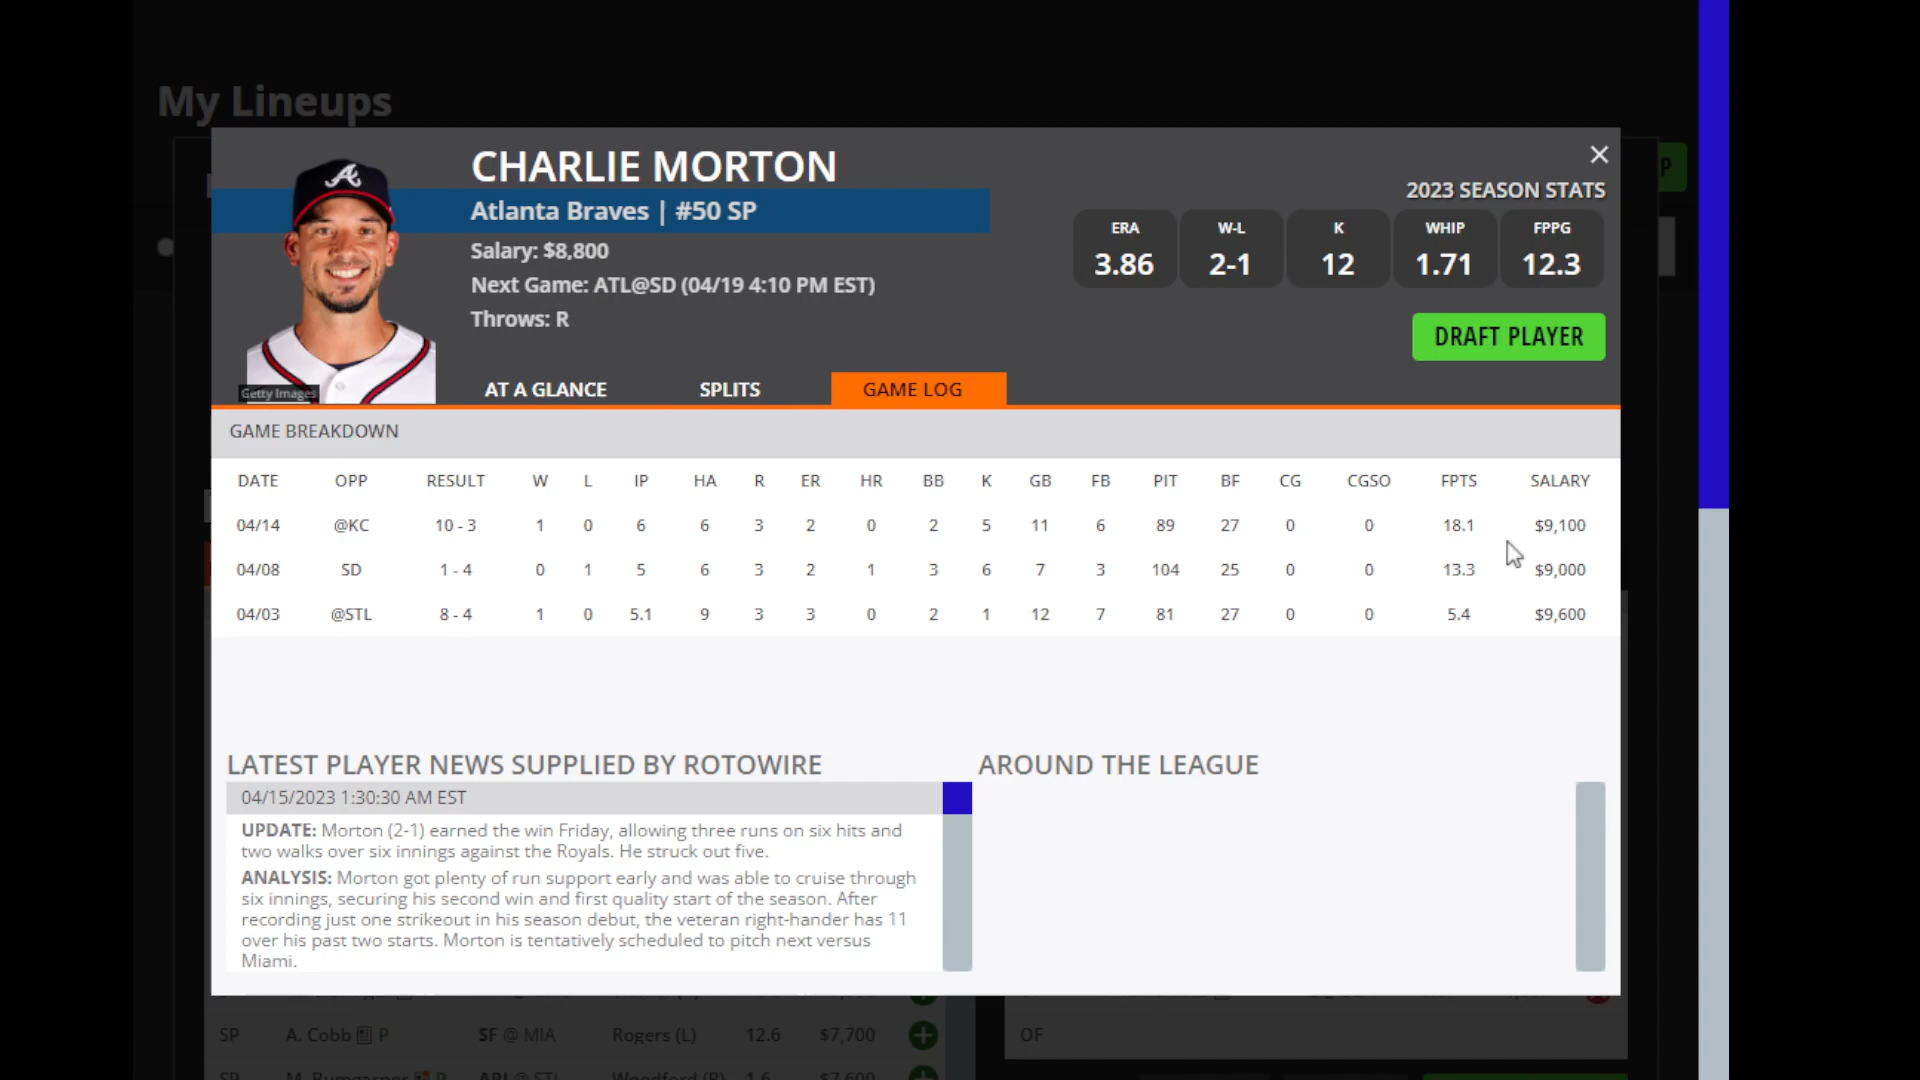 My Lineups
CHARLIE MORTON
Atlanta Braves | #50 SP
Salary: $8,800
Next Game: ATL@SD (04/19 4:10 PM EST)
Throws: R
2023 SEASON STATS
ERA W-L K WHIP FPPG
3.86 2-1 12 1.71 12.3
DRAFT PLAYER
Getty Images
AT A GLANCE SPLITS GAME LOG
GAME BREAKDOWN
DATE OPP RESULT W L IP HA R ER HR BB K GB FB PIT BF CG CGSO FPTS SALARY
04/14 @KC 10 - 3 1 0 6 6 3 2 0 2 5 11 6 89 27 0 0 18.1 $9,100
04/08 SD 1 - 4 0 1 5 6 3 2 1 3 6 7 3 104 25 0 0 13.3 $9,000
04/03 @STL 8 - 4 1 0 5.1 9 3 3 0 2 1 12 7 81 27 0 0 5.4 $9,600
LATEST PLAYER NEWS SUPPLIED BY ROTOWIRE
04/15/2023 1:30:30 AM EST
UPDATE: Morton (2-1) earned the win Friday, allowing three runs on six hits and
two walks over six innings against the Royals. He struck out five.
ANALYSIS: Morton got plenty of run support early and was able to cruise through
six innings, securing his second win and first quality start of the season. After
recording just one strikeout in his season debut, the veteran right-hander has 11
over his past two starts. Morton is tentatively scheduled to pitch next versus
Miami.
AROUND THE LEAGUE
SP A. Cobb P SF @ MIA Rogers (L) 12.6 $7,700
OF